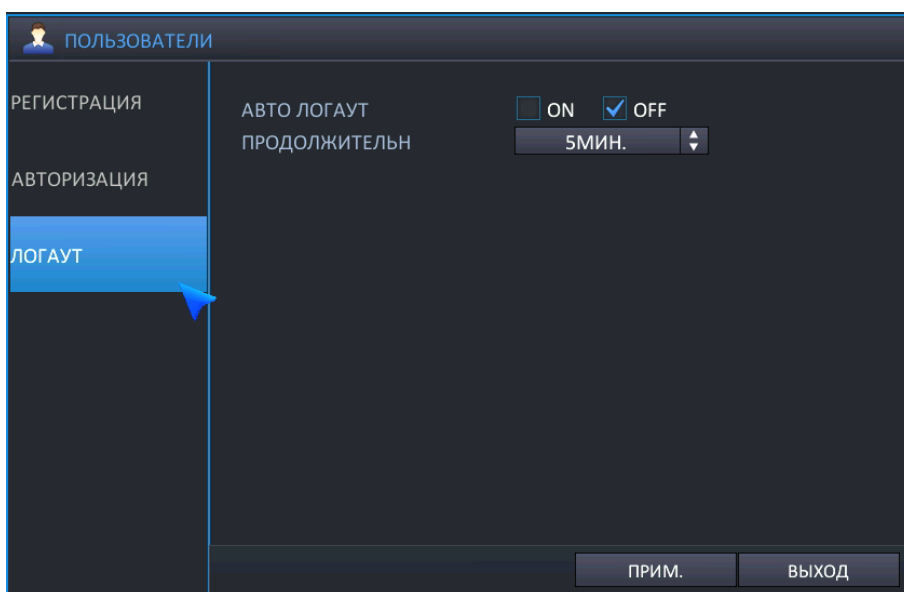 ПОЛЬЗОВАТЕЛИ
РЕГИСТРАЦИЯ
АВТОРИЗАЦИЯ
ЛОГАУТ
АВТО ЛОГАУТ ON OFF
ПРОДОЛЖИТЕЛЬН 5МИН.
ПРИМ. ВЫХОД